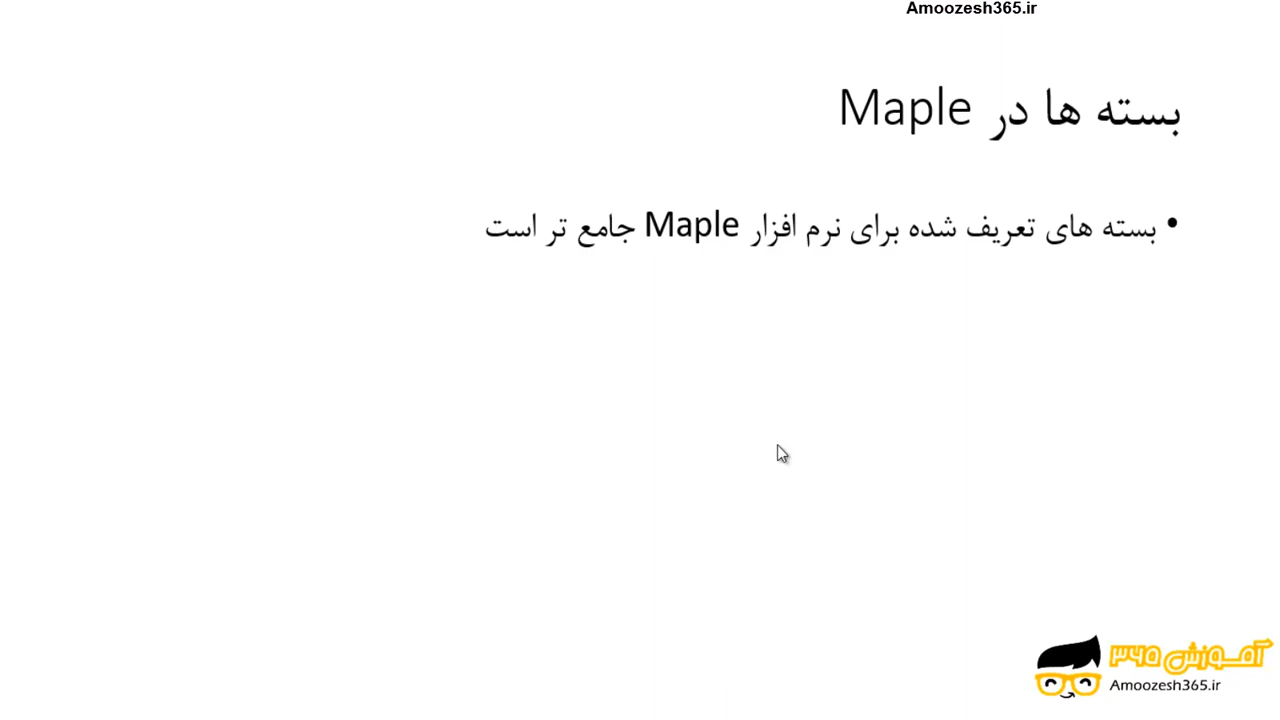 Amoozesh365.ir
بسته ها در Maple
• بسته های تعریف شده برای نرم افزار Maple جامع تر است
آموزش ۳۶۵
Amoozesh365.ir